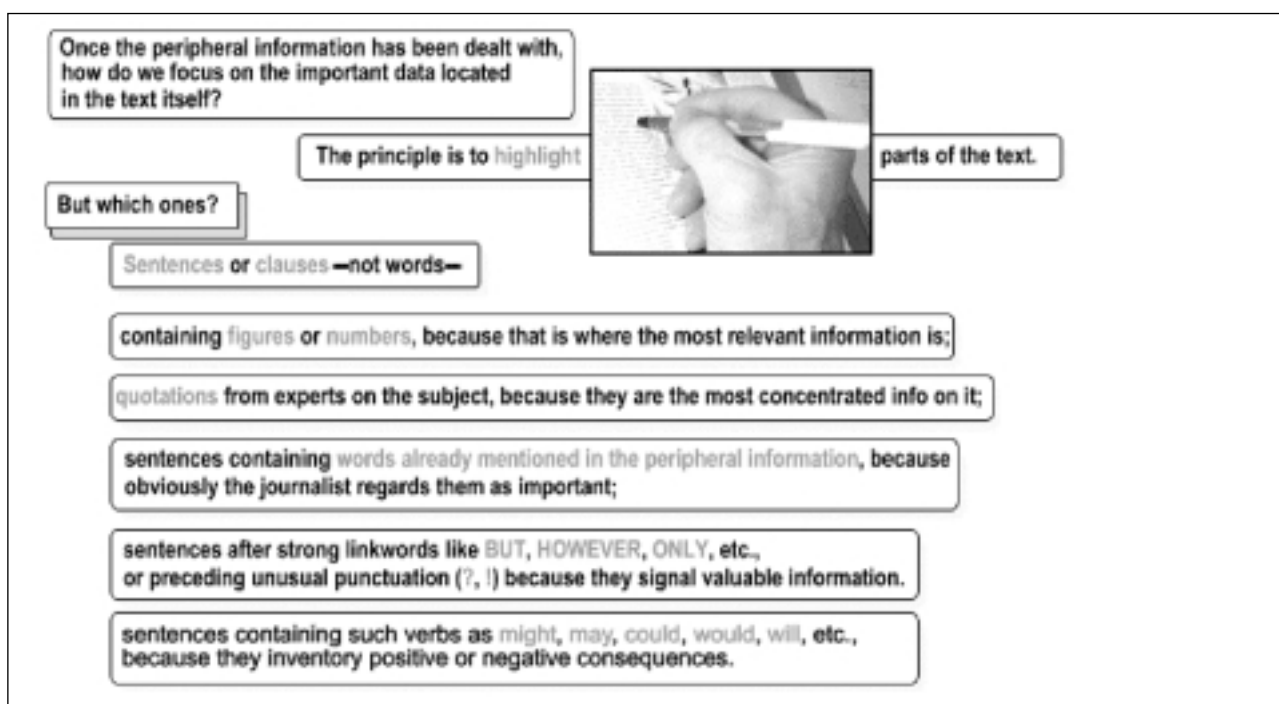 Once the peripheral information has been dealt with,
how do we focus on the important data located
in the text itself?
The principle is to highlight parts of the text.
But which ones?
Sentences or clauses –not words–
containing figures or numbers, because that is where the most relevant information is;
quotations from experts on the subject, because they are the most concentrated info on it;
sentences containing words already mentioned in the peripheral information, because
obviously the journalist regards them as important;
sentences after strong linkwords like BUT, HOWEVER, ONLY, etc.,
or preceding unusual punctuation (?, !) because they signal valuable information.
sentences containing such verbs as might, may, could, would, will, etc.,
because they inventory positive or negative consequences.